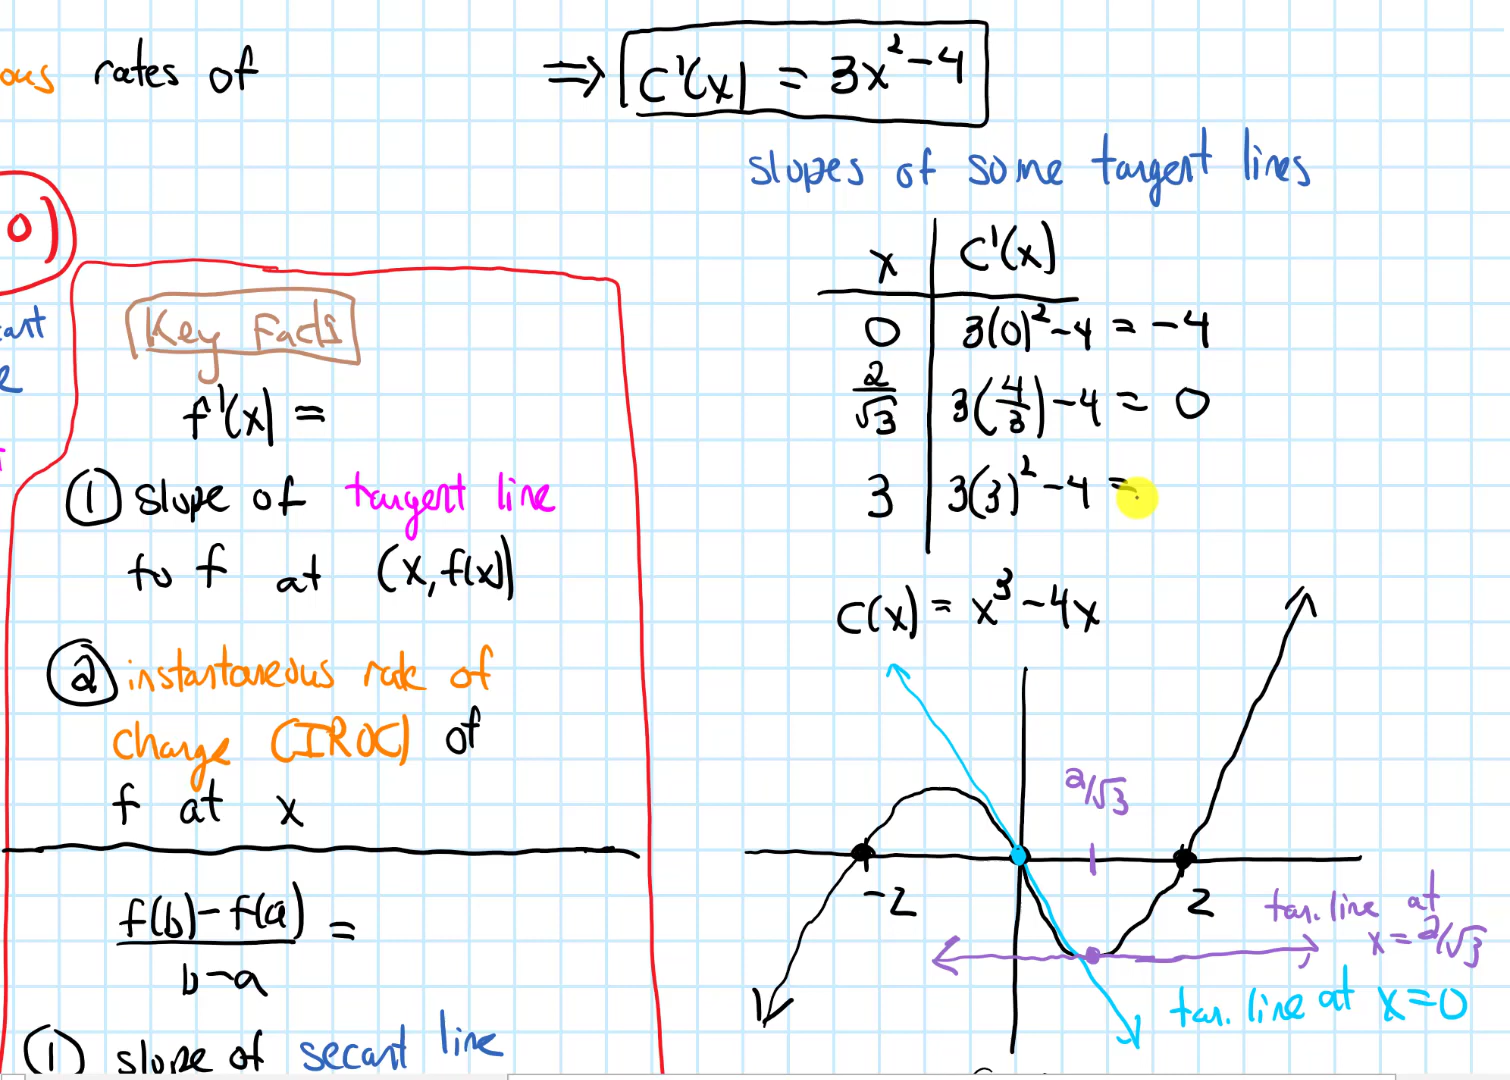 ous rates of
⇒ C'(x) = 3x² - 4
slopes of some tangent lines
0)
x | C'(x)
0 | 3(0)² - 4 = -4
2/√3 | 3(4/3) - 4 = 0
3 | 3(3)² - 4 =
Key Facts
f'(x) =
① slope of tangent line
to f at (x, f(x))
② instantaneous rate of
change (IROC) of
f at x
f(b) - f(a)
b - a
=
① slope of secant line
C(x) = x³ - 4x
2/√3
-2
2
tan. line at
x = 2/√3
tan. line at x = 0